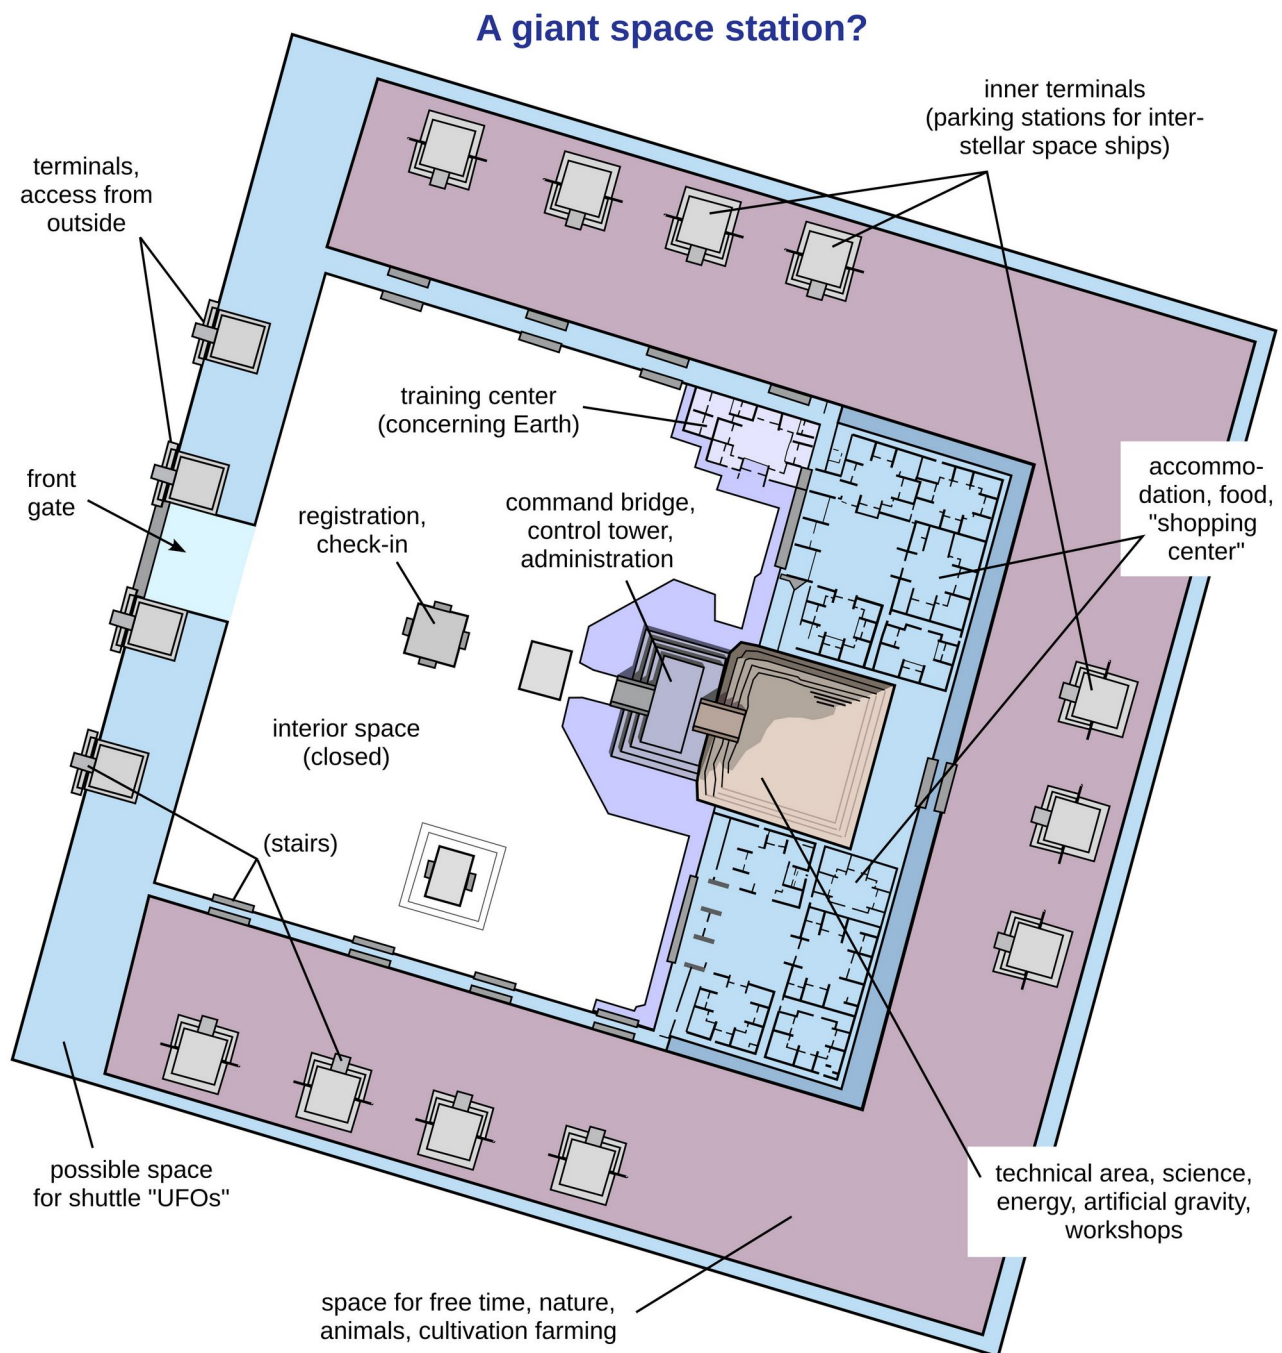 A giant space station?
inner terminals
(parking stations for inter-
stellar space ships)
terminals,
access from
outside
training center
(concerning Earth)
accommo-
dation, food,
"shopping
center"
front
gate
registration,
check-in
command bridge,
control tower,
administration
interior space
(closed)
(stairs)
possible space
for shuttle "UFOs"
technical area, science,
energy, artificial gravity,
workshops
space for free time, nature,
animals, cultivation farming